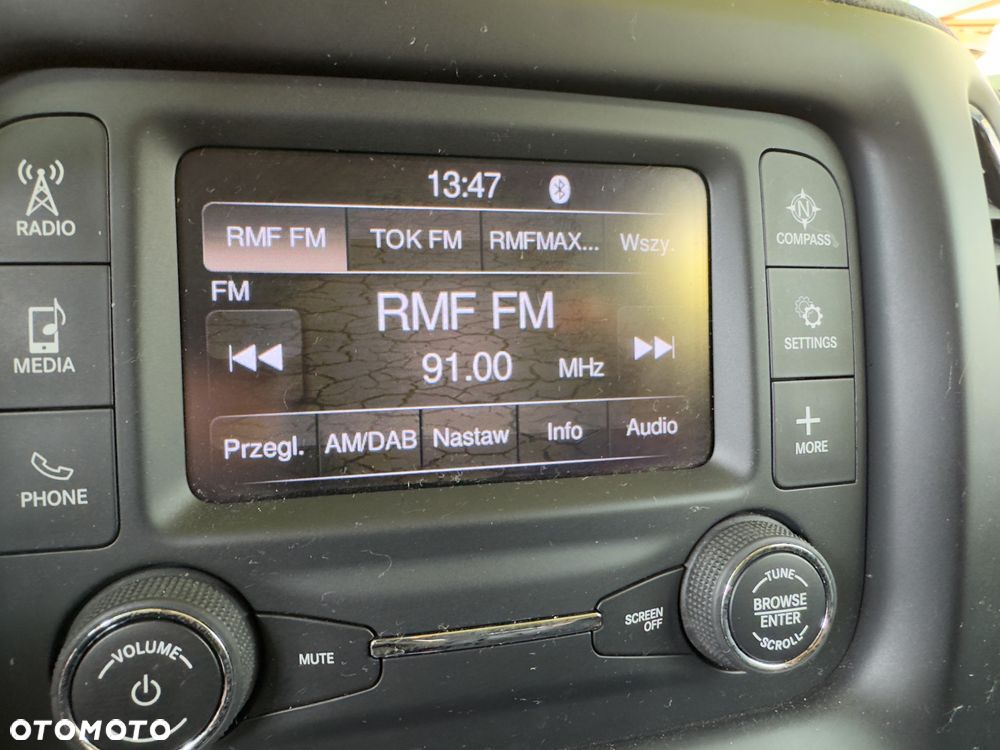 13:47
RMF FM TOK FM RMFMAX... Wszy.
FM
RMF FM
91.00 MHz
Przegl. AM/DAB Nastaw Info Audio
RADIO
MEDIA
PHONE
N
COMPASS
SETTINGS
MORE
VOLUME
MUTE
SCREEN
OFF
TUNE
BROWSE
ENTER
SCROLL
OTOMOTO